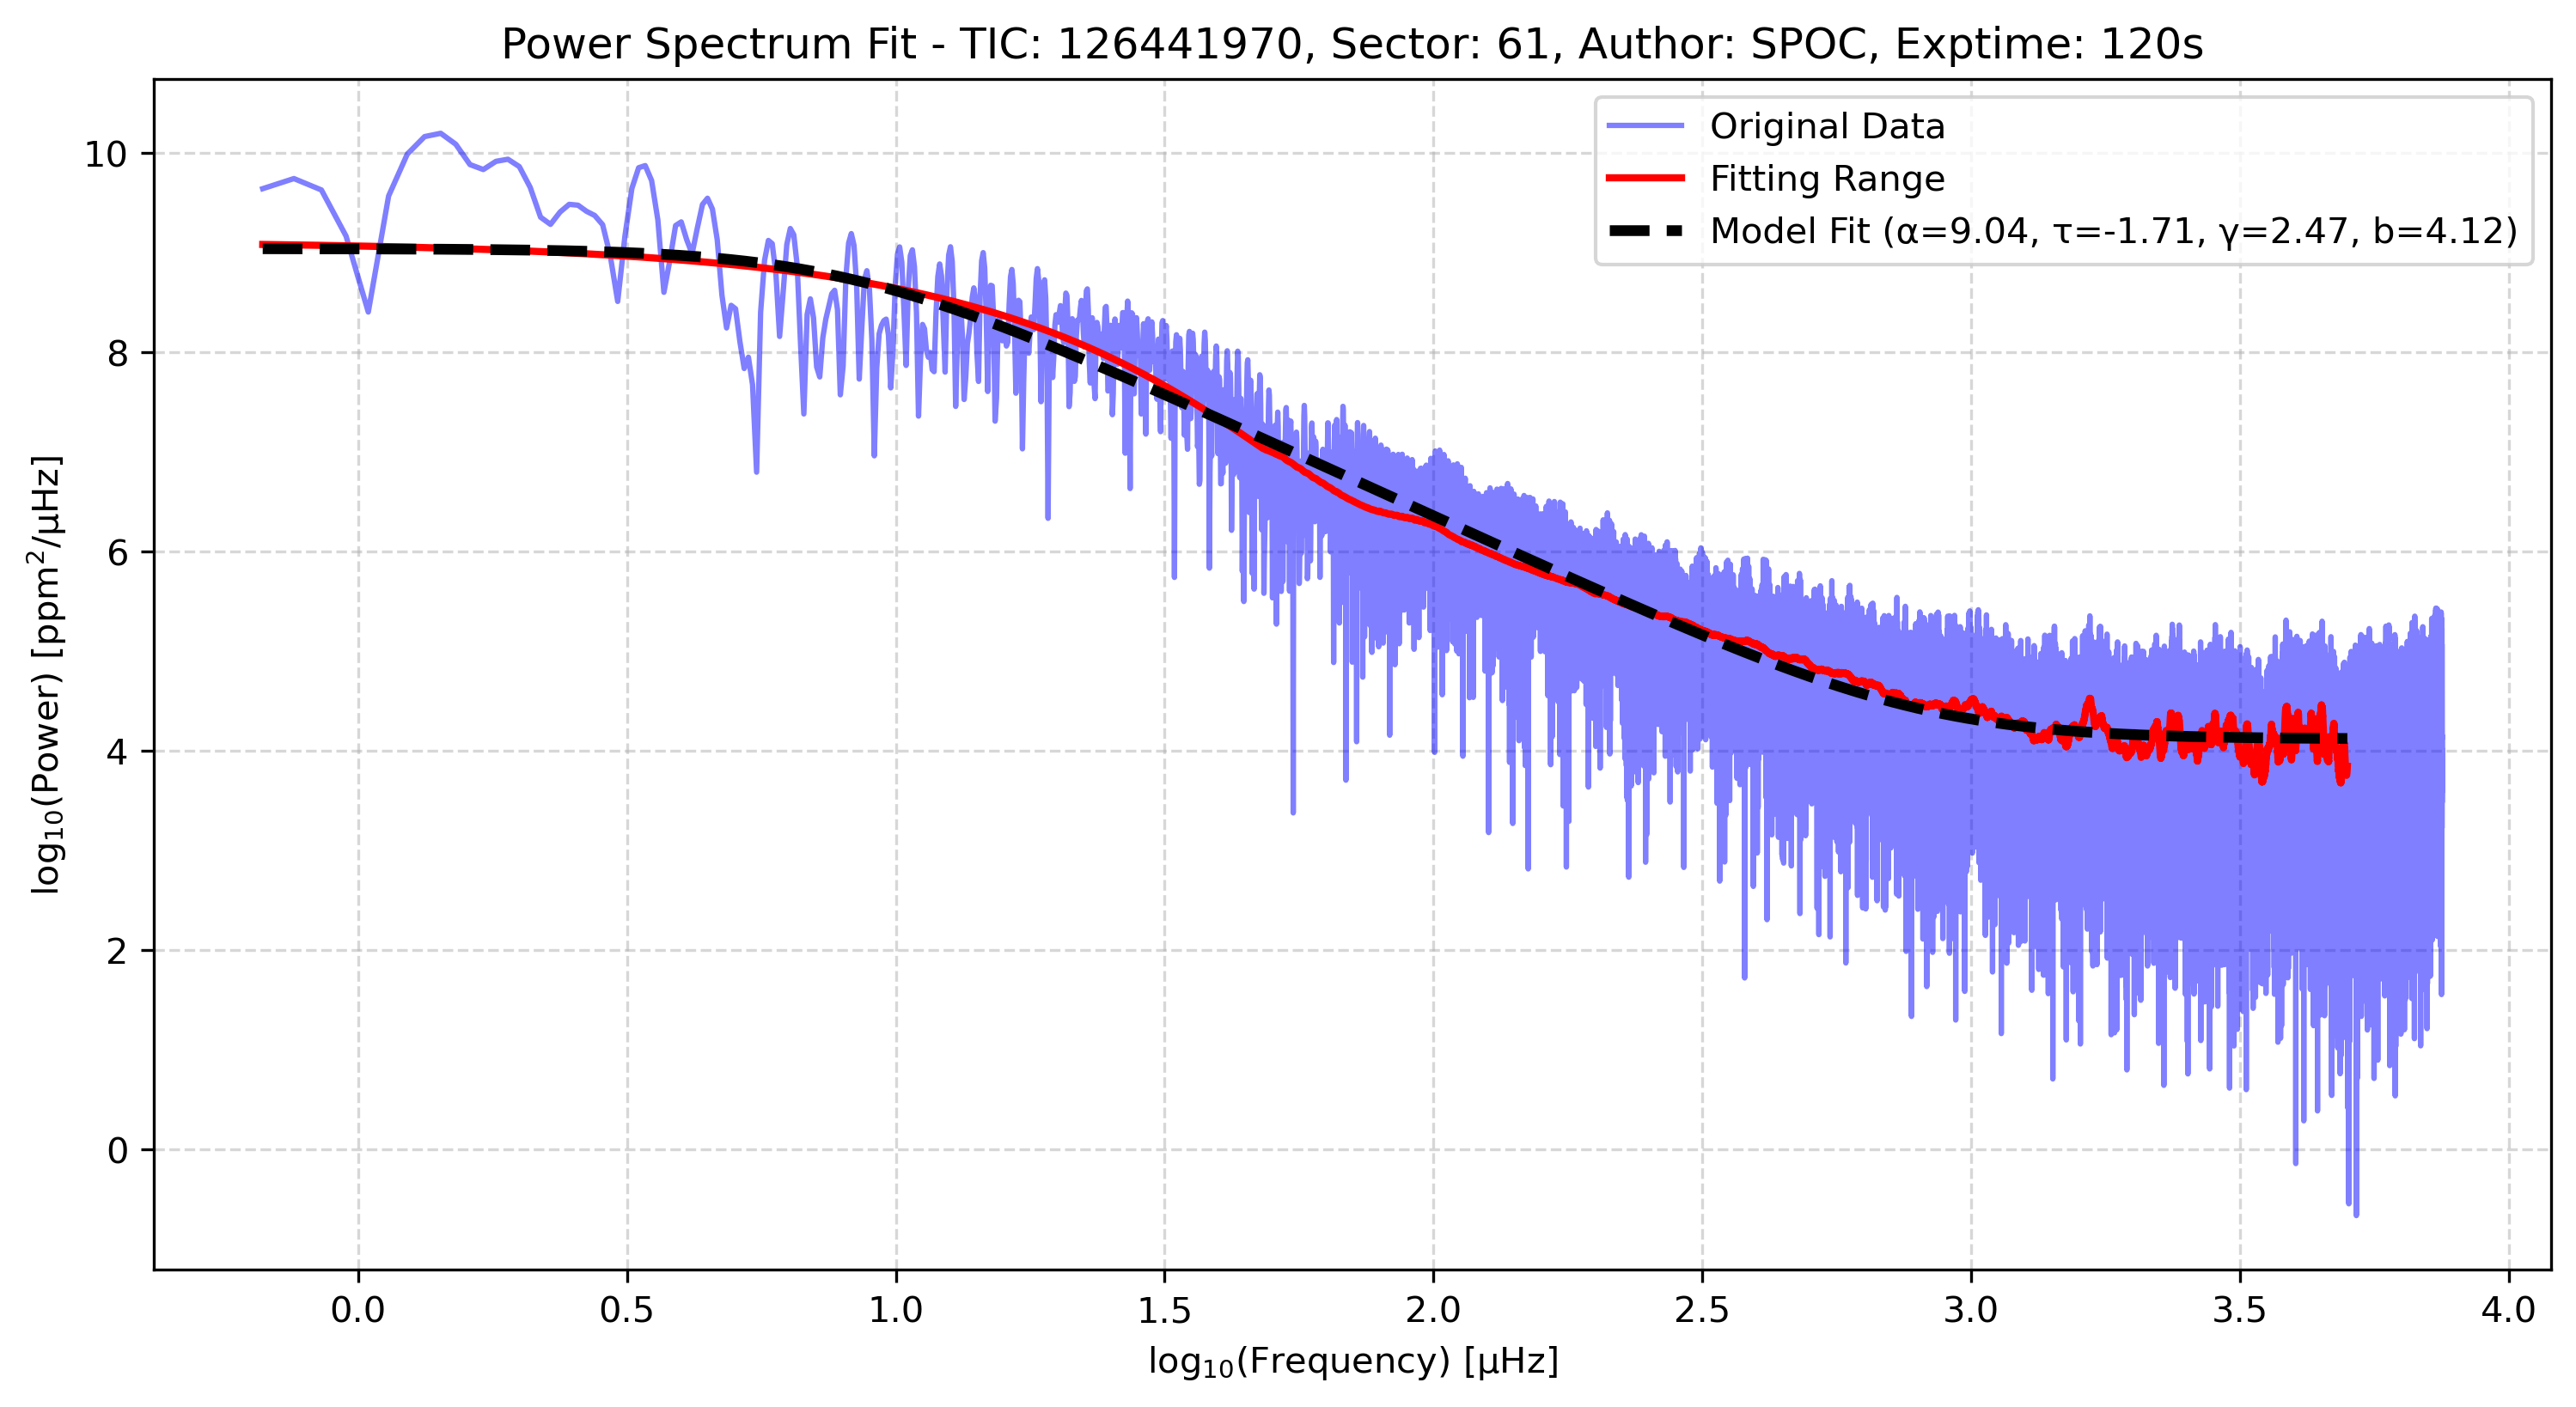 Power Spectrum Fit - TIC: 126441970, Sector: 61, Author: SPOC, Exptime: 120s
Original Data
Fitting Range
Model Fit (α=9.04, τ=-1.71, γ=2.47, b=4.12)
log₁₀(Power) [ppm²/μHz]
10
8
6
4
2
0
0.0 0.5 1.0 1.5 2.0 2.5 3.0 3.5 4.0
log₁₀(Frequency) [μHz]